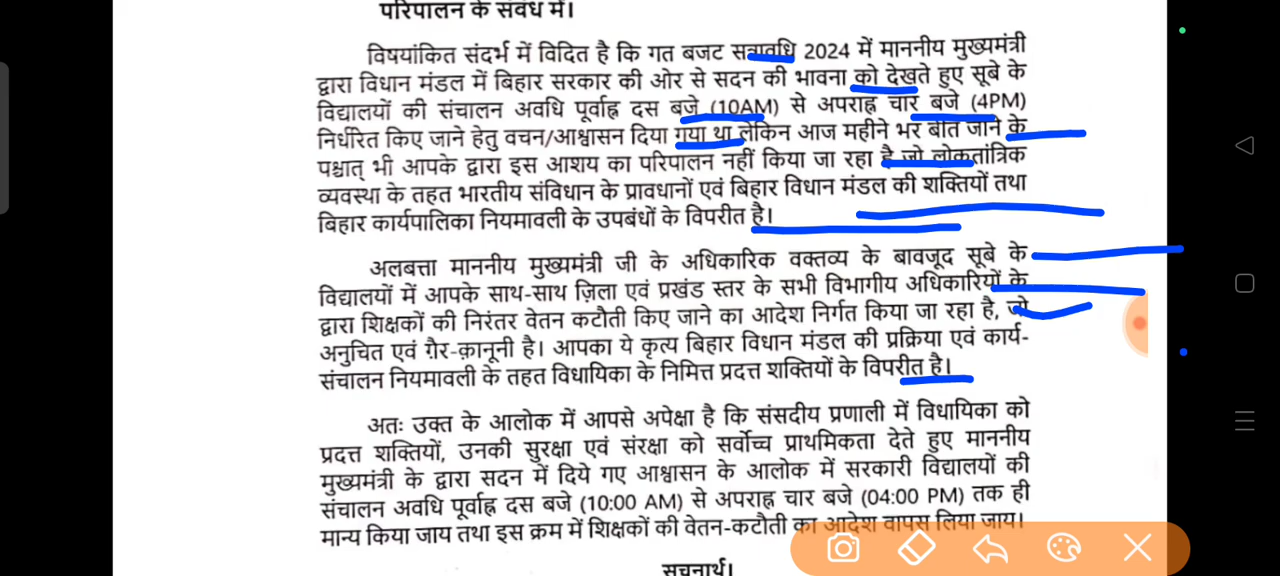 परिपालन के संबंध में।
विषयांकित संदर्भ में विदित है कि गत बजट सत्रावधि 2024 में माननीय मुख्यमंत्री
द्वारा विधान मंडल में बिहार सरकार की ओर से सदन की भावना को देखते हुए सूबे के
विद्यालयों की संचालन अवधि पूर्वाह्न दस बजे (10AM) से अपराह्न चार बजे (4PM)
निर्धारित किए जाने हेतु वचन/आश्वासन दिया गया था लेकिन आज महीने भर बीत जाने के
पश्चात् भी आपके द्वारा इस आशय का परिपालन नहीं किया जा रहा है जो लोकतांत्रिक
व्यवस्था के तहत भारतीय संविधान के प्रावधानों एवं बिहार विधान मंडल की शक्तियों तथा
बिहार कार्यपालिका नियमावली के उपबंधों के विपरीत है।
अलबत्ता माननीय मुख्यमंत्री जी के अधिकारिक वक्तव्य के बावजूद सूबे के
विद्यालयों में आपके साथ-साथ ज़िला एवं प्रखंड स्तर के सभी विभागीय अधिकारियों के
द्वारा शिक्षकों की निरंतर वेतन कटौती किए जाने का आदेश निर्गत किया जा रहा है, जो
अनुचित एवं ग़ैर-क़ानूनी है। आपका ये कृत्य बिहार विधान मंडल की प्रक्रिया एवं कार्य-
संचालन नियमावली के तहत विधायिका के निमित्त प्रदत्त शक्तियों के विपरीत है।
अतः उक्त के आलोक में आपसे अपेक्षा है कि संसदीय प्रणाली में विधायिका को
प्रदत्त शक्तियों, उनकी सुरक्षा एवं संरक्षा को सर्वोच्च प्राथमिकता देते हुए माननीय
मुख्यमंत्री के द्वारा सदन में दिये गए आश्वासन के आलोक में सरकारी विद्यालयों की
संचालन अवधि पूर्वाह्न दस बजे (10:00 AM) से अपराह्न चार बजे (04:00 PM) तक ही
मान्य किया जाय तथा इस क्रम में शिक्षकों की वेतन-कटौती का आदेश वापस लिया जाय।
सूचनार्थ।